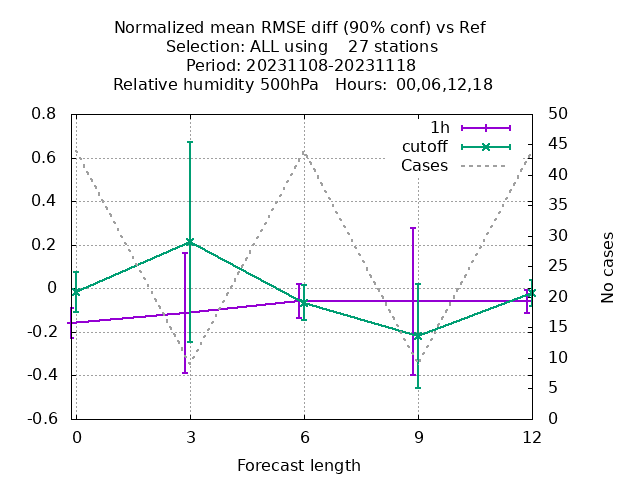 Normalized mean RMSE diff (90% conf) vs Ref
Selection: ALL using    27 stations
Period: 20231108-20231118
Relative humidity 500hPa   Hours: 00,06,12,18
0.8
0.6
0.4
0.2
0
-0.2
-0.4
-0.6
50
45
40
35
30
25
20
15
10
5
0
1h
cutoff
Cases
No cases
0
3
6
9
12
Forecast length